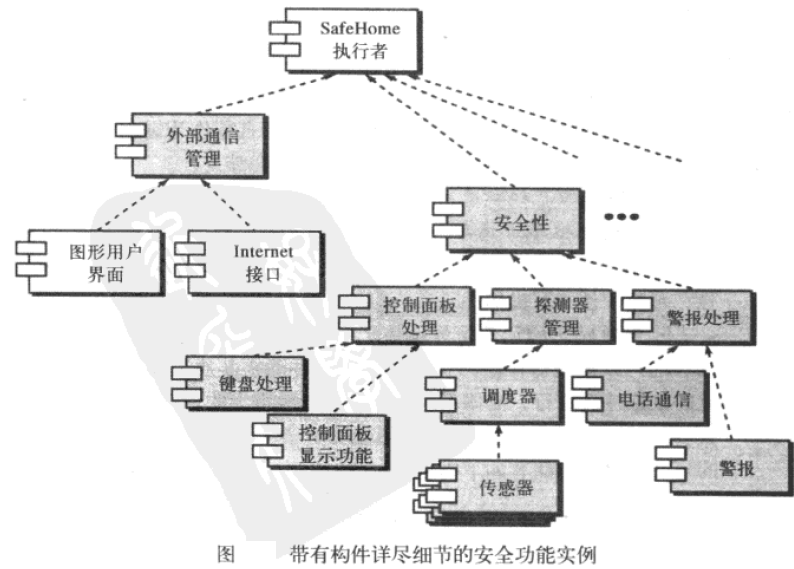 SafeHome
执行者
外部通信
管理
安全性
•••
图形用户
界面
Internet
接口
控制面板
处理
探测器
管理
警报处理
键盘处理
调度器
电话通信
控制面板
显示功能
警报
传感器
图 带有构件详尽细节的安全功能实例